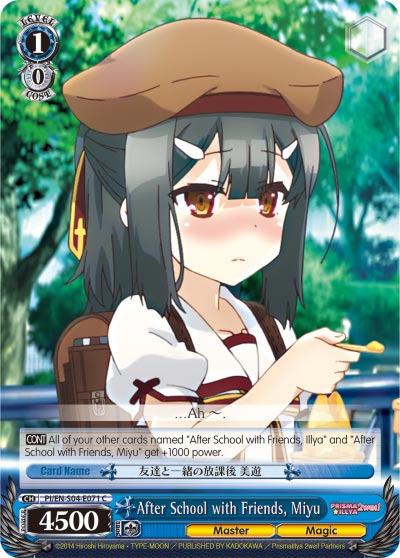 LEVEL
1
0
COST
…Ah ～.
CONT All of your other cards named "After School with Friends, Illya" and "After
School with Friends, Miyu" get +1000 power.
Card Name 友達と一緒の放課後 美遊
CH PI/EN-S04-E071 C
After School with Friends, Miyu
PRISMA ILLYA 2wei!
POWER 4500 SOUL
Master Magic
©2014 Hiroshi Hiroyama・TYPE-MOON / PUBLISHED BY KADOKAWA / Prismaillya 2wei! Partners